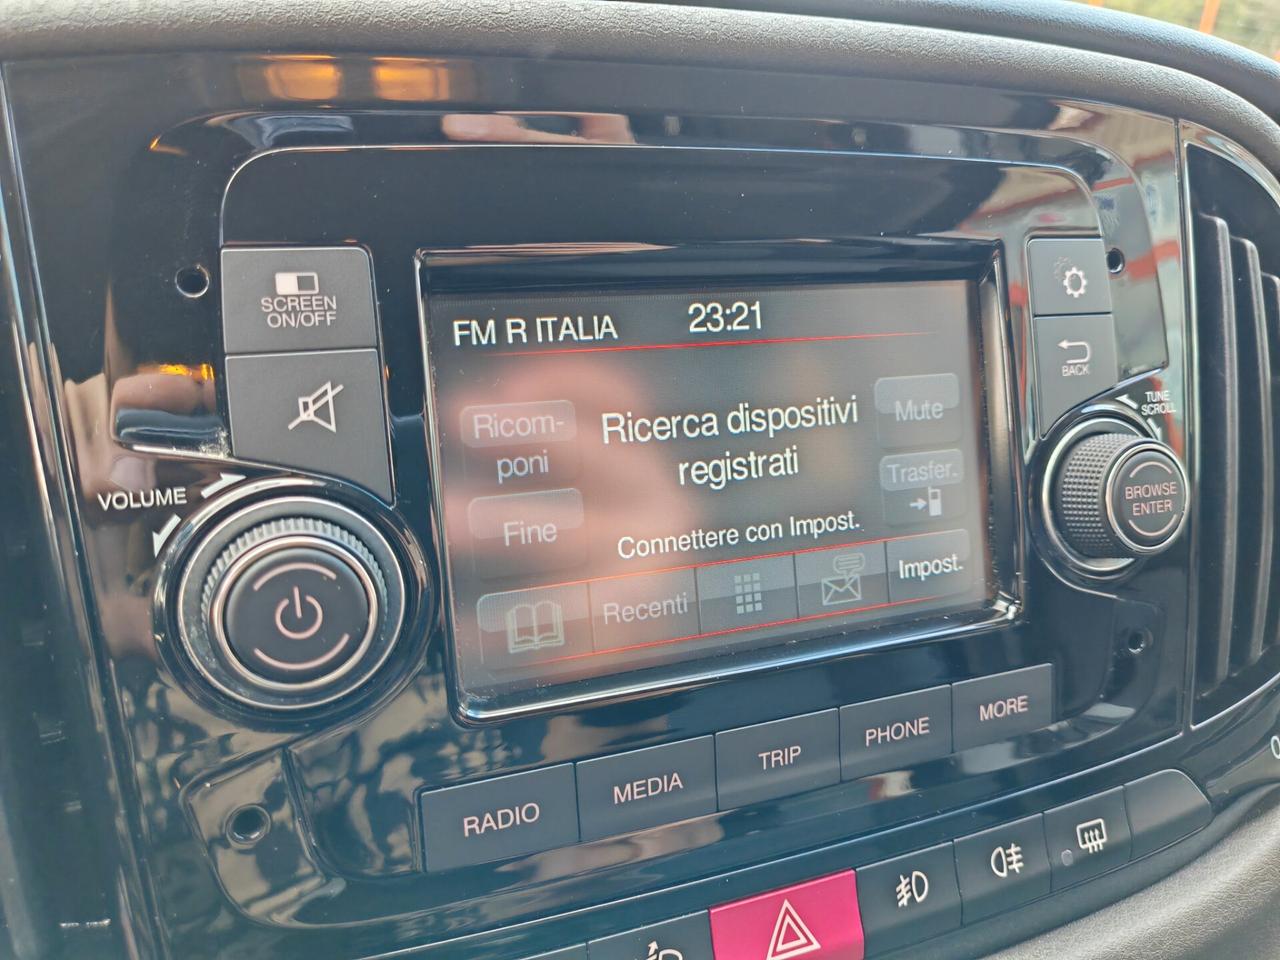 SCREEN
ON/OFF
FM R ITALIA 23:21
Ricom-
poni
Ricerca dispositivi
registrati
Mute
Trasfer.
Fine
Connettere con Impost.
Recenti
Impost.
BACK
TUNE
SCROLL
BROWSE
ENTER
VOLUME
RADIO
MEDIA
TRIP
PHONE
MORE